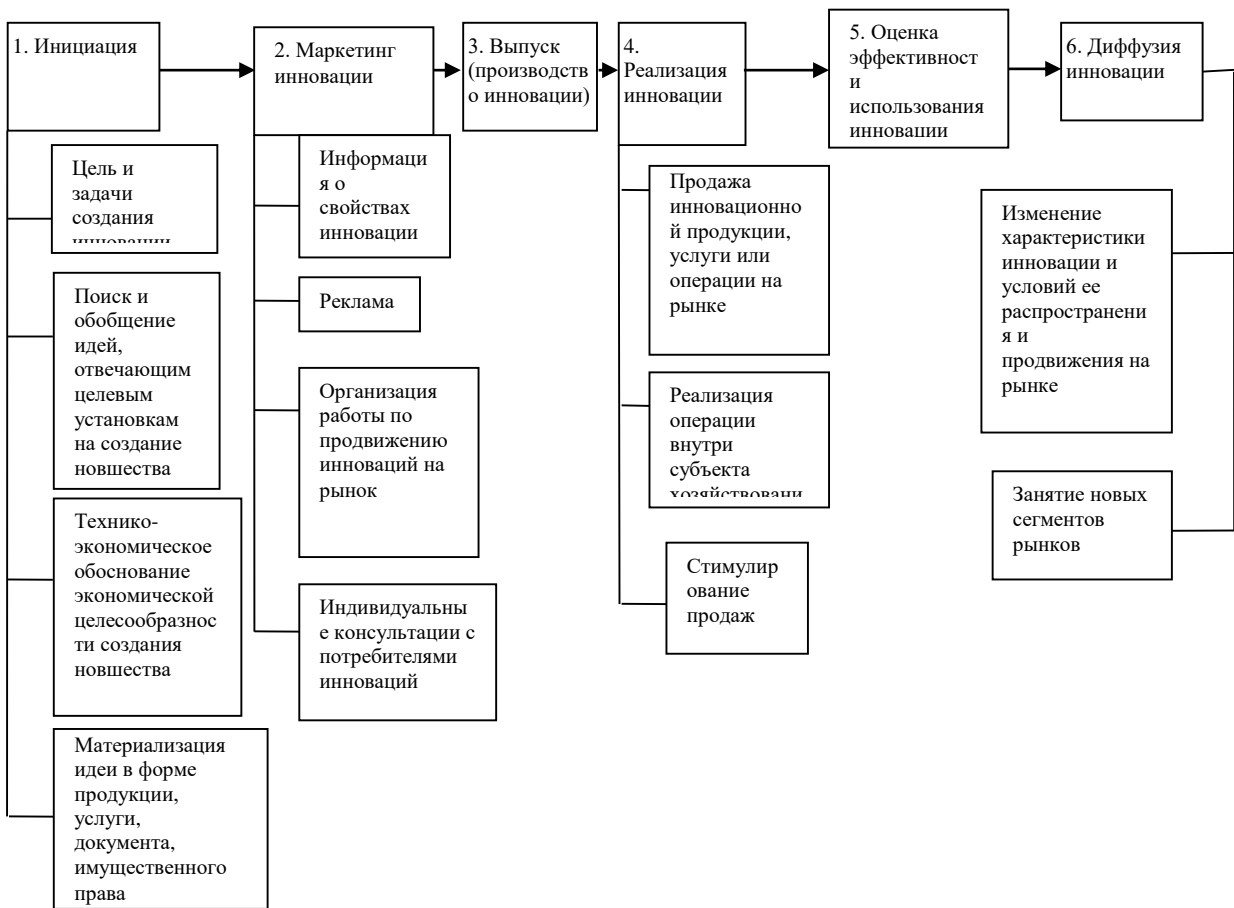 1. Инициация
2. Маркетинг
инновации
3. Выпуск
(производств
о инновации)
4.
Реализация
инновации
5. Оценка
эффективност
и
использования
инновации
6. Диффузия
инновации
Цель и
задачи
создания
инновации
Поиск и
обобщение
идей,
отвечающим
целевым
установкам
на создание
новшества
Технико-
экономическое
обоснование
экономической
целесообразнос
ти создания
новшества
Материализация
идеи в форме
продукции,
услуги,
документа,
имущественного
права
Информаци
я о
свойствах
инновации
Реклама
Организация
работы по
продвижению
инноваций на
рынок
Индивидуальны
е консультации с
потребителями
инноваций
Продажа
инновационно
й продукции,
услуги или
операции на
рынке
Реализация
операции
внутри
субъекта
хозяйствовани
Стимулир
ование
продаж
Изменение
характеристики
инновации и
условий ее
распространени
я и
продвижения на
рынке
Занятие новых
сегментов
рынков